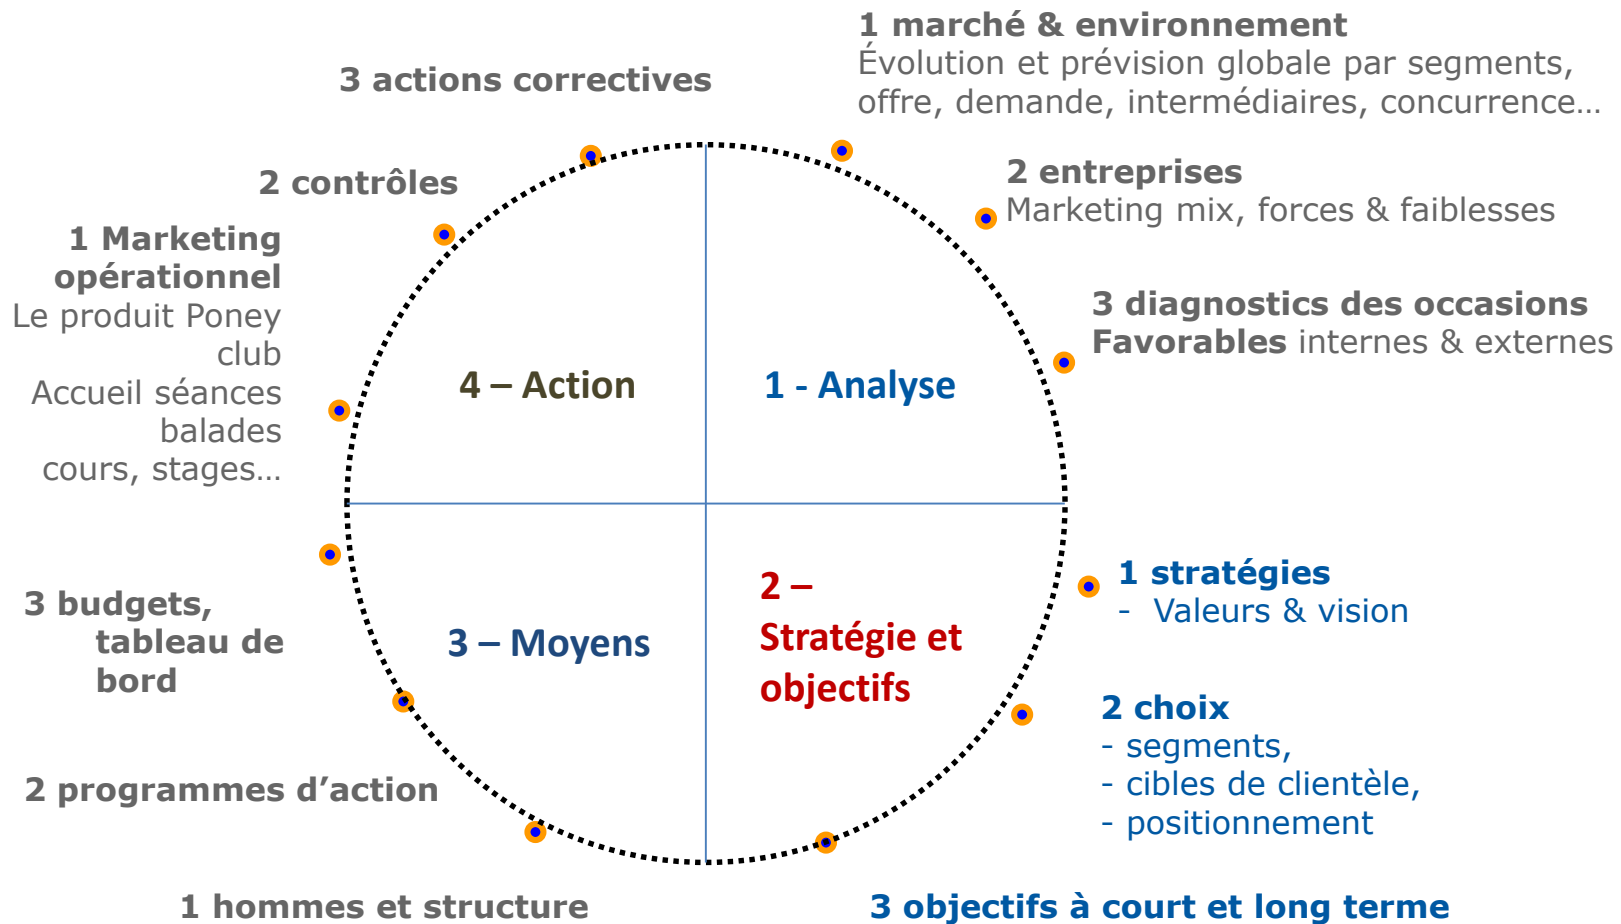 1 marché & environnement
Évolution et prévision globale par segments,
offre, demande, intermédiaires, concurrence…
3 actions correctives
2 entreprises
Marketing mix, forces & faiblesses
2 contrôles
1 Marketing
opérationnel
Le produit Poney
club
Accueil séances
balades
cours, stages…
3 diagnostics des occasions
Favorables internes & externes
4 – Action
1 - Analyse
2 –
Stratégie et
objectifs
3 – Moyens
1 stratégies
- Valeurs & vision
3 budgets,
tableau de
bord
2 choix
- segments,
- cibles de clientèle,
- positionnement
2 programmes d’action
1 hommes et structure
3 objectifs à court et long terme